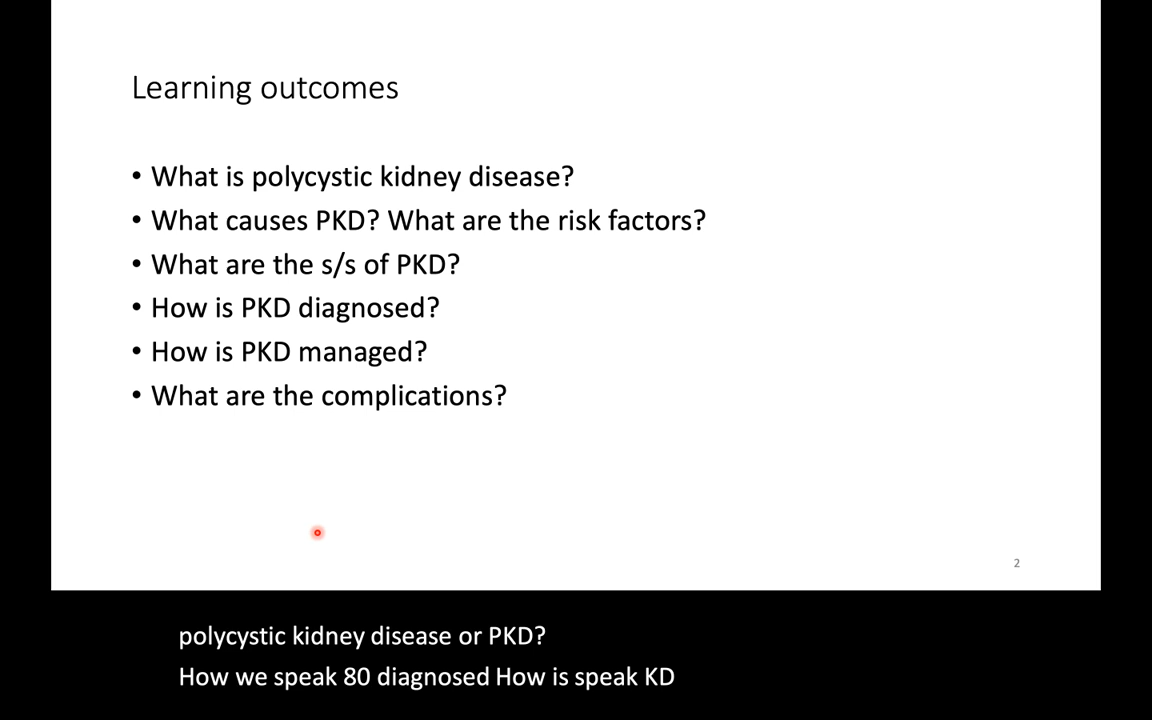 Learning outcomes
• What is polycystic kidney disease?
• What causes PKD? What are the risk factors?
• What are the s/s of PKD?
• How is PKD diagnosed?
• How is PKD managed?
• What are the complications?
2
polycystic kidney disease or PKD?
How we speak 80 diagnosed How is speak KD